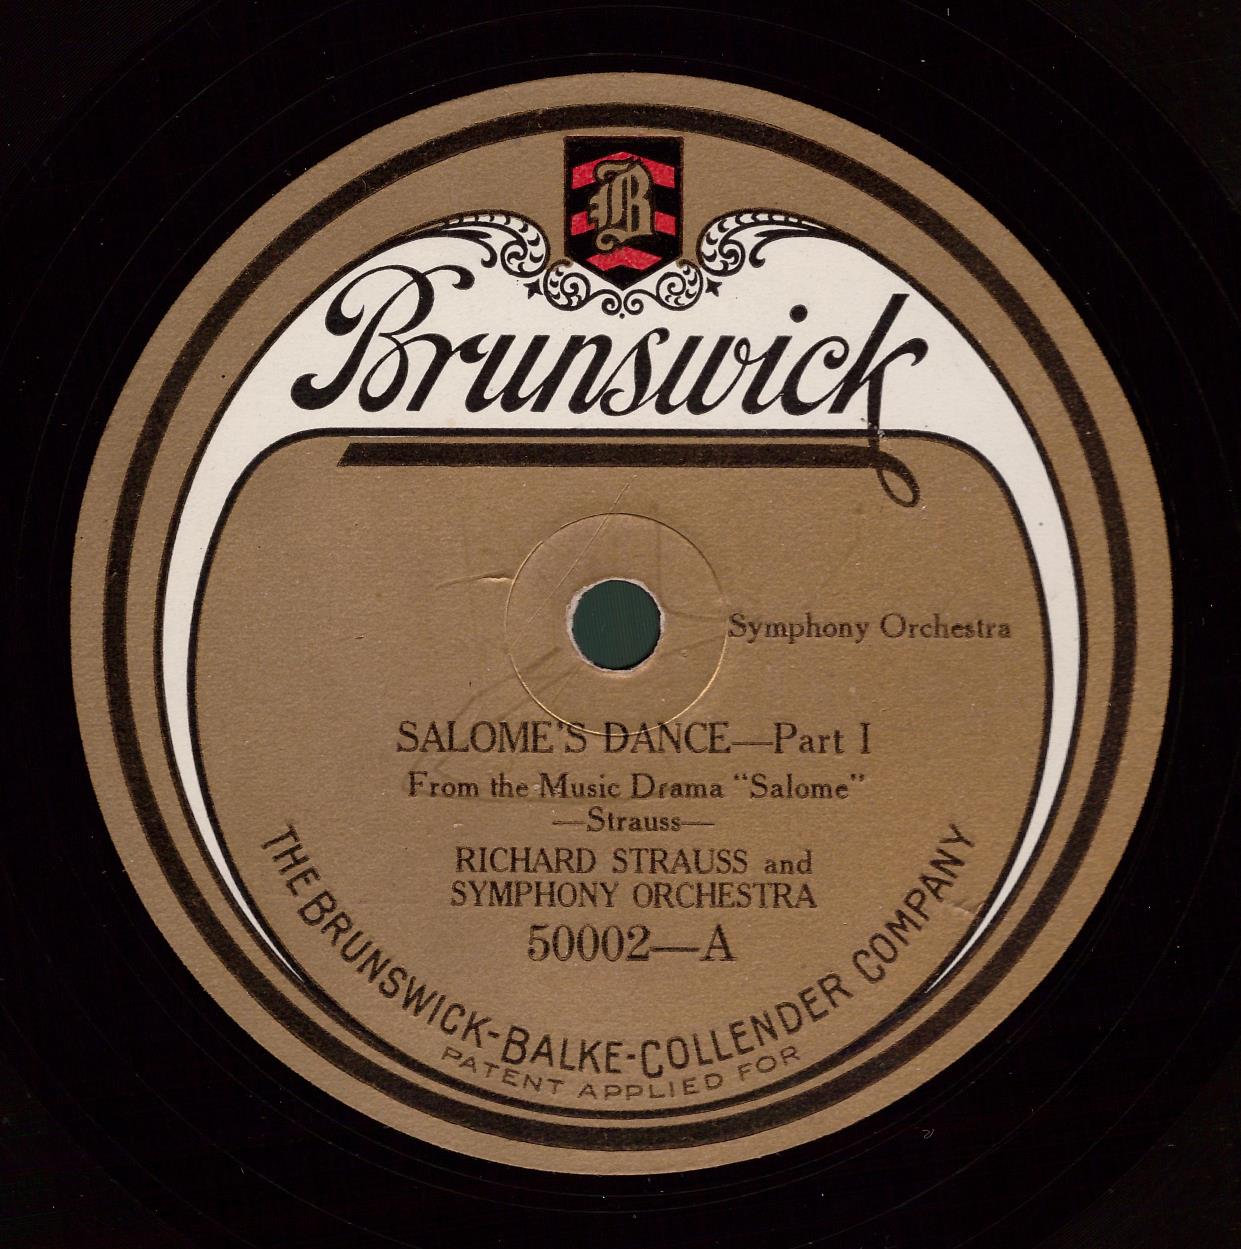 B
Brunswick
Symphony Orchestra
SALOME'S DANCE—Part I
From the Music Drama "Salome"
—Strauss—
RICHARD STRAUSS and
SYMPHONY ORCHESTRA
50002—A
THE BRUNSWICK-BALKE-COLLENDER COMPANY
PATENT APPLIED FOR